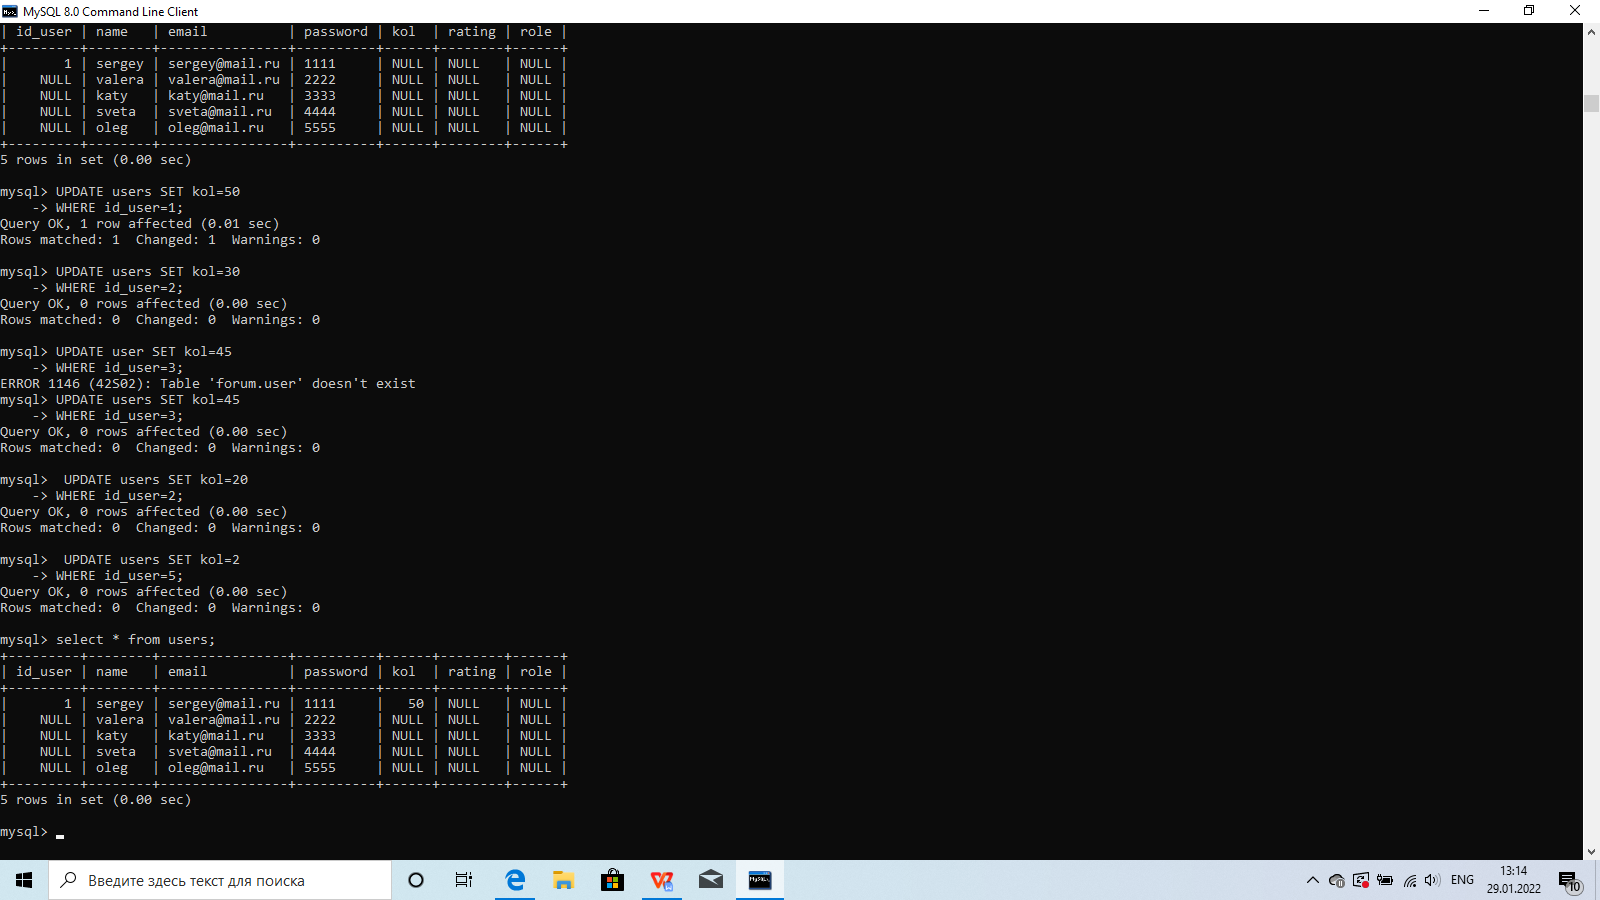 MySQL 8.0 Command Line Client
| id_user | name   | email          | password | kol  | rating | role |
+---------+--------+----------------+----------+------+--------+------+
|       1 | sergey | sergey@mail.ru | 1111     | NULL | NULL   | NULL |
|    NULL | valera | valera@mail.ru | 2222     | NULL | NULL   | NULL |
|    NULL | katy   | katy@mail.ru   | 3333     | NULL | NULL   | NULL |
|    NULL | sveta  | sveta@mail.ru  | 4444     | NULL | NULL   | NULL |
|    NULL | oleg   | oleg@mail.ru   | 5555     | NULL | NULL   | NULL |
+---------+--------+----------------+----------+------+--------+------+
5 rows in set (0.00 sec)
mysql> UPDATE users SET kol=50
    -> WHERE id_user=1;
Query OK, 1 row affected (0.01 sec)
Rows matched: 1  Changed: 1  Warnings: 0
mysql> UPDATE users SET kol=30
    -> WHERE id_user=2;
Query OK, 0 rows affected (0.00 sec)
Rows matched: 0  Changed: 0  Warnings: 0
mysql> UPDATE user SET kol=45
    -> WHERE id_user=3;
ERROR 1146 (42S02): Table 'forum.user' doesn't exist
mysql> UPDATE users SET kol=45
    -> WHERE id_user=3;
Query OK, 0 rows affected (0.00 sec)
Rows matched: 0  Changed: 0  Warnings: 0
mysql>  UPDATE users SET kol=20
    -> WHERE id_user=2;
Query OK, 0 rows affected (0.00 sec)
Rows matched: 0  Changed: 0  Warnings: 0
mysql>  UPDATE users SET kol=2
    -> WHERE id_user=5;
Query OK, 0 rows affected (0.00 sec)
Rows matched: 0  Changed: 0  Warnings: 0
mysql> select * from users;
+---------+--------+----------------+----------+------+--------+------+
| id_user | name   | email          | password | kol  | rating | role |
+---------+--------+----------------+----------+------+--------+------+
|       1 | sergey | sergey@mail.ru | 1111     |   50 | NULL   | NULL |
|    NULL | valera | valera@mail.ru | 2222     | NULL | NULL   | NULL |
|    NULL | katy   | katy@mail.ru   | 3333     | NULL | NULL   | NULL |
|    NULL | sveta  | sveta@mail.ru  | 4444     | NULL | NULL   | NULL |
|    NULL | oleg   | oleg@mail.ru   | 5555     | NULL | NULL   | NULL |
+---------+--------+----------------+----------+------+--------+------+
5 rows in set (0.00 sec)
mysql> _
Введите здесь текст для поиска
ENG
13:14
29.01.2022
10